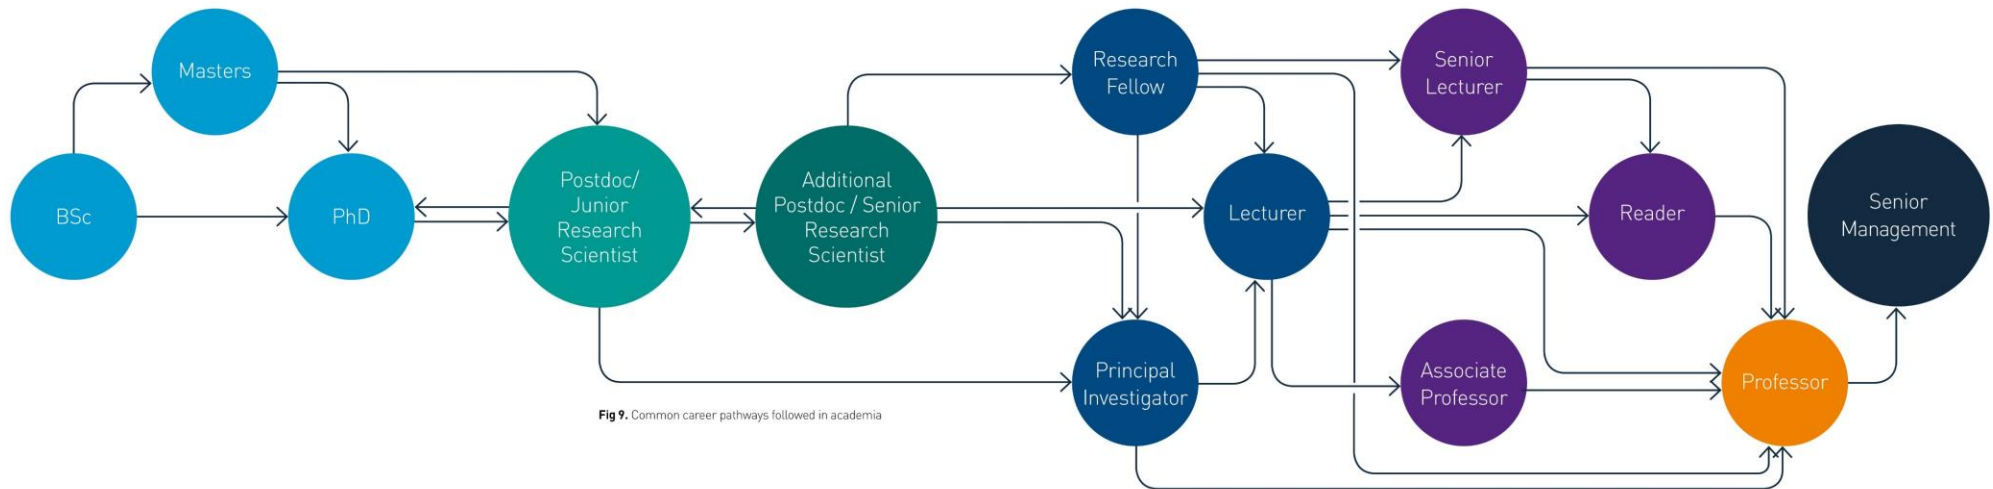 Masters
BSc
PhD
Postdoc/
Junior
Research
Scientist
Additional
Postdoc / Senior
Research
Scientist
Research
Fellow
Lecturer
Principal
Investigator
Senior
Lecturer
Reader
Associate
Professor
Professor
Senior
Management
Fig 9. Common career pathways followed in academia